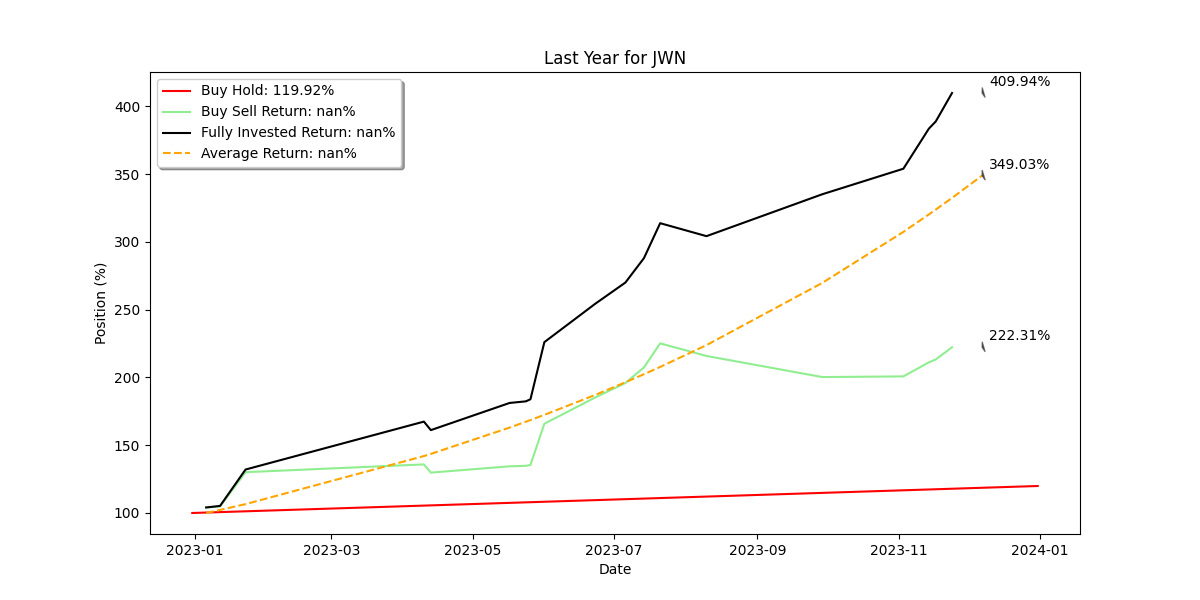 Last Year for JWN
Buy Hold: 119.92%
Buy Sell Return: nan%
Fully Invested Return: nan%
Average Return: nan%
409.94%
349.03%
222.31%
Position (%)
400
350
300
250
200
150
100
2023-01
2023-03
2023-05
2023-07
2023-09
2023-11
2024-01
Date